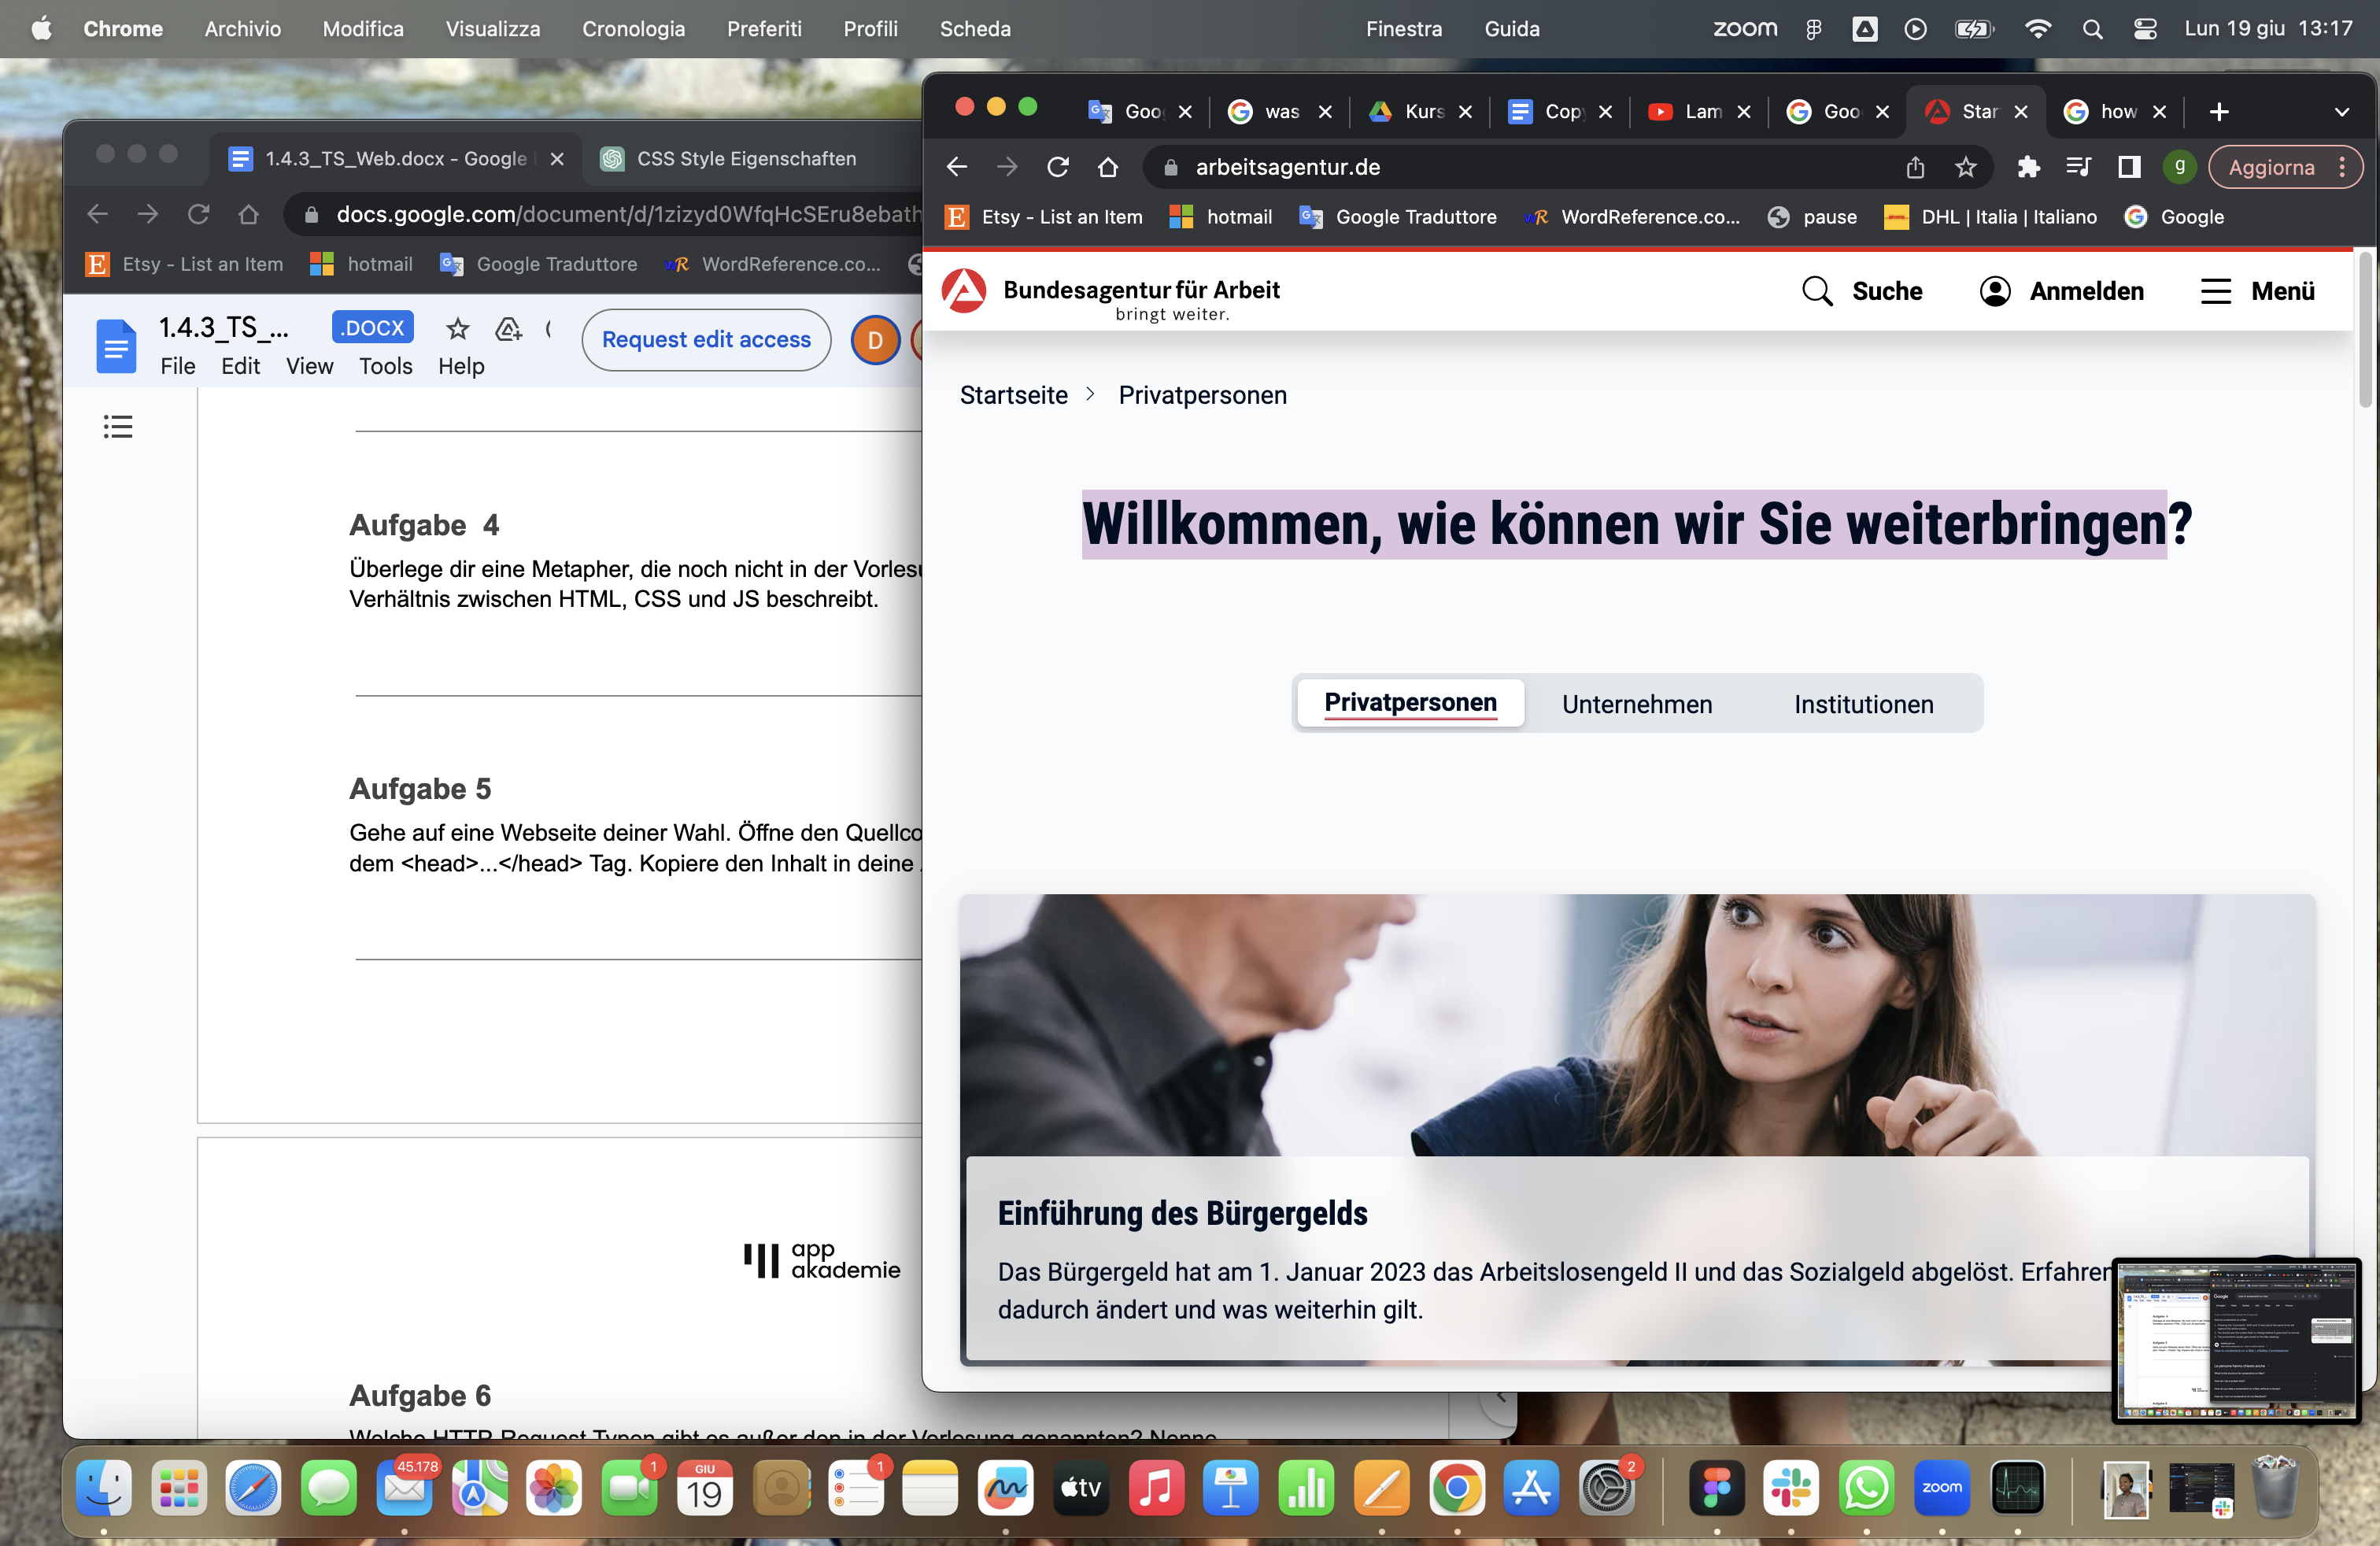 Chrome Archivio Modifica Visualizza Cronologia Preferiti Profili Scheda Finestra Guida zoom Lun 19 giu 13:17
1.4.3_TS_Web.docx - Google
CSS Style Eigenschaften
docs.google.com/document/d/1zizyd0WfqHcSEru8ebath
Etsy - List an Item hotmail Google Traduttore WordReference.co...
1.4.3_TS_... .DOCX
File Edit View Tools Help
Request edit access
D
Aufgabe 4
Überlege dir eine Metapher, die noch nicht in der Vorlesu
Verhältnis zwischen HTML, CSS und JS beschreibt.
Aufgabe 5
Gehe auf eine Webseite deiner Wahl. Öffne den Quellco
dem <head>...</head> Tag. Kopiere den Inhalt in deine
app
akademie
Aufgabe 6
Welche HTTP Request Typen gibt es außer den in der Vorlesung genannten? Nenne
Goo was Kurs Cop Lam Goo Star how
arbeitsagentur.de
g
Aggiorna
Etsy - List an Item hotmail Google Traduttore WordReference.co... pause DHL | Italia | Italiano Google
Bundesagentur für Arbeit
bringt weiter.
Suche Anmelden Menü
Startseite > Privatpersonen
Willkommen, wie können wir Sie weiterbringen?
Privatpersonen Unternehmen Institutionen
Einführung des Bürgergelds
Das Bürgergeld hat am 1. Januar 2023 das Arbeitslosengeld II und das Sozialgeld abgelöst. Erfahren
dadurch ändert und was weiterhin gilt.
45.178
1
GIU
19
1
tv
2
zoom